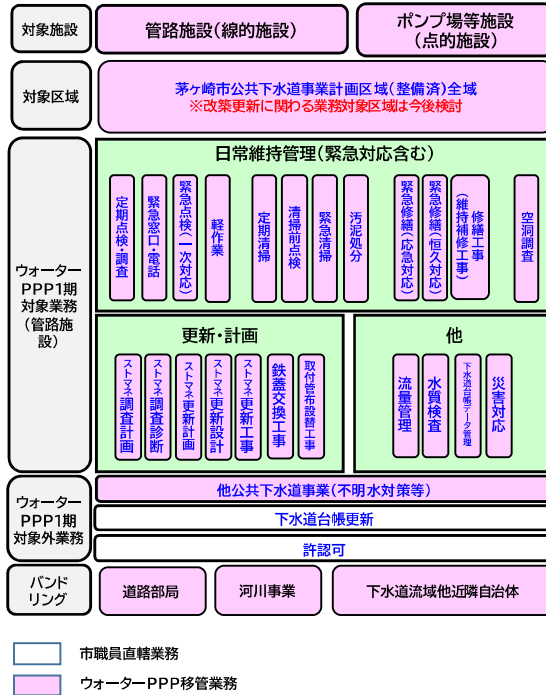 対象施設
管路施設(線的施設)
ポンプ場等施設
(点的施設)
対象区域
茅ヶ崎市公共下水道事業計画区域(整備済)全域
※改築更新に関わる業務対象区域は今後検討
ウォーター
PPP1期
対象業務
(管路施
設)
日常維持管理(緊急対応含む)
定期点検・調査
緊急窓口・電話
緊急点検(一次対応)
軽作業
定期清掃
清掃前点検
緊急清掃
汚泥処分
緊急修繕(応急対応)
緊急修繕(恒久対応)
修繕工事
(維持補修工事)
空洞調査
更新・計画
ストマネ調査計画
ストマネ調査診断
ストマネ更新計画
ストマネ更新設計
ストマネ更新工事
鉄蓋交換工事
取付管布設替工事
他
流量管理
水質検査
下水道台帳データ管理
災害対応
ウォーター
PPP1期
対象外業務
他公共下水道事業(不明水対策等)
下水道台帳更新
許認可
バンド
リング
道路部局
河川事業
下水道流域他近隣自治体
市職員直轄業務
ウォーターPPP移管業務